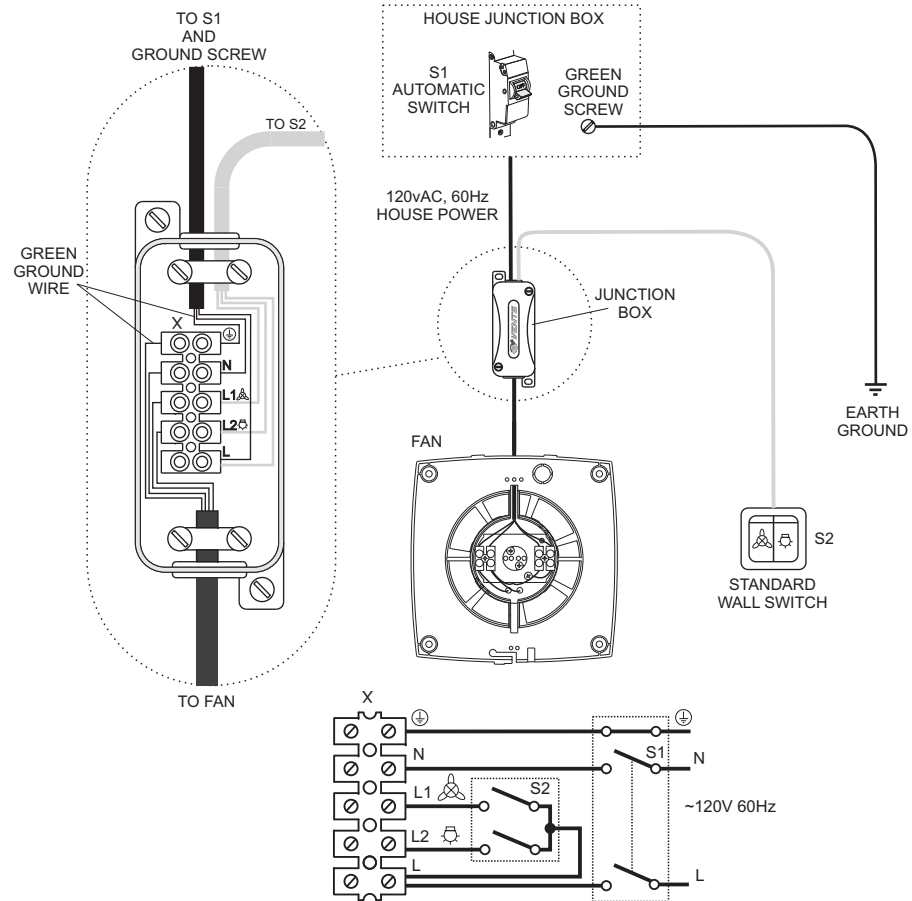 TO S1
AND
GROUND SCREW
TO S2
GREEN
GROUND
WIRE
X
N
L1
L2
L
TO FAN
HOUSE JUNCTION BOX
S1
AUTOMATIC
SWITCH
OFF
GREEN
GROUND
SCREW
120vAC, 60Hz
HOUSE POWER
VENTS
JUNCTION
BOX
EARTH
GROUND
FAN
S2
STANDARD
WALL SWITCH
X
N
S1
N
L1
S2
~120V 60Hz
L2
L
L